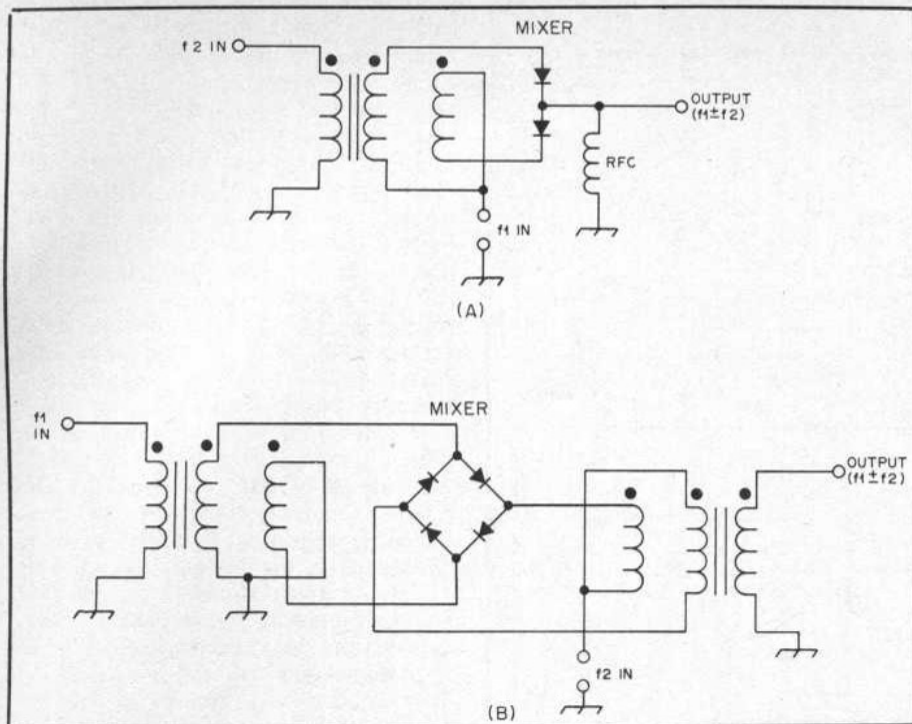 MIXER
f2 IN
OUTPUT
(f1±f2)
RFC
f1 IN
(A)
MIXER
f1
IN
OUTPUT
(f1±f2)
f2 IN
(B)